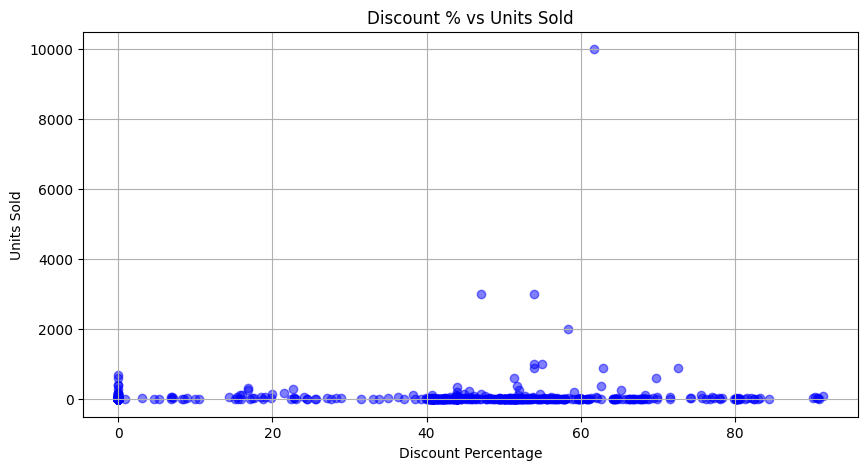 Discount % vs Units Sold
10000
8000
6000
4000
2000
0
Units Sold
0 20 40 60 80
Discount Percentage